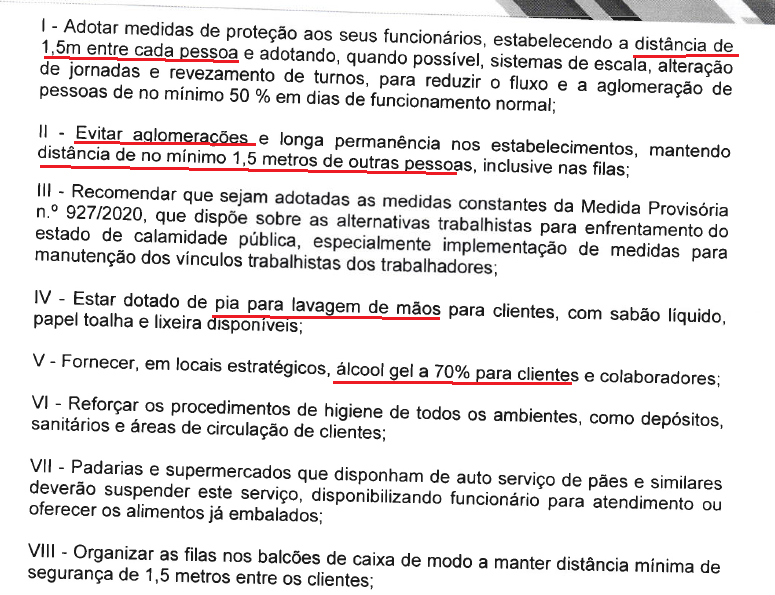 I - Adotar medidas de proteção aos seus funcionários, estabelecendo a distância de
1,5m entre cada pessoa e adotando, quando possível, sistemas de escala, alteração
de jornadas e revezamento de turnos, para reduzir o fluxo e a aglomeração de
pessoas de no mínimo 50 % em dias de funcionamento normal;
II - Evitar aglomerações e longa permanência nos estabelecimentos, mantendo
distância de no mínimo 1,5 metros de outras pessoas, inclusive nas filas;
III - Recomendar que sejam adotadas as medidas constantes da Medida Provisória
n.º 927/2020, que dispõe sobre as alternativas trabalhistas para enfrentamento do
estado de calamidade pública, especialmente implementação de medidas para
manutenção dos vínculos trabalhistas dos trabalhadores;
IV - Estar dotado de pia para lavagem de mãos para clientes, com sabão líquido,
papel toalha e lixeira disponíveis;
V - Fornecer, em locais estratégicos, álcool gel a 70% para clientes e colaboradores;
VI - Reforçar os procedimentos de higiene de todos os ambientes, como depósitos,
sanitários e áreas de circulação de clientes;
VII - Padarias e supermercados que disponham de auto serviço de pães e similares
deverão suspender este serviço, disponibilizando funcionário para atendimento ou
oferecer os alimentos já embalados;
VIII - Organizar as filas nos balcões de caixa de modo a manter distância mínima de
segurança de 1,5 metros entre os clientes;